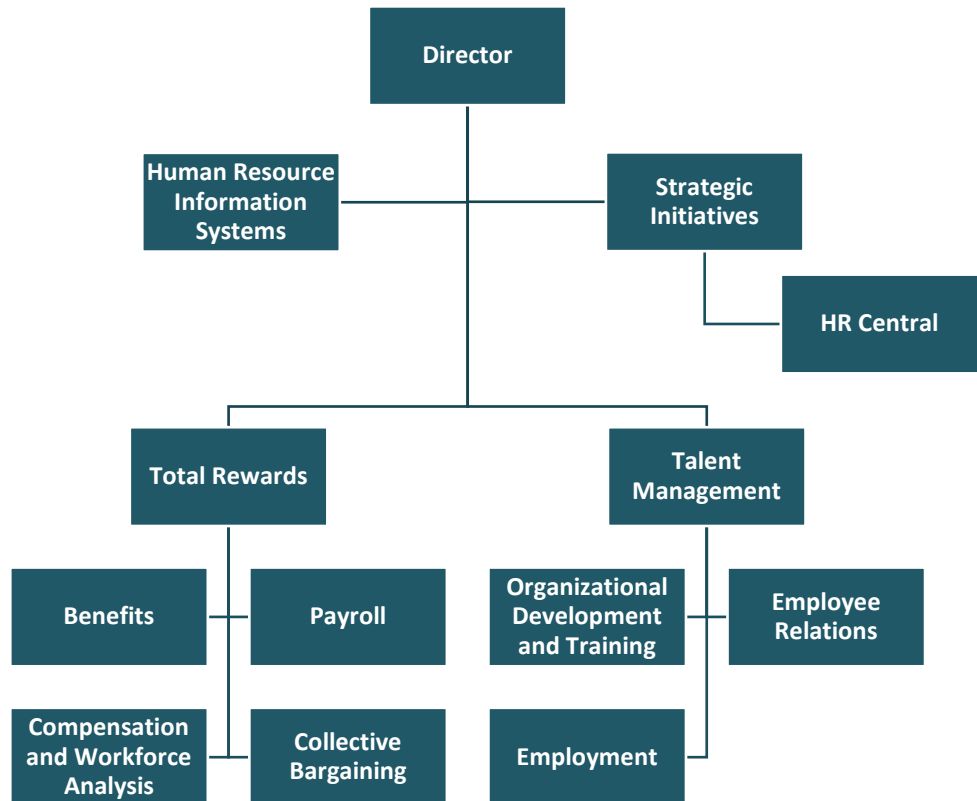 Director
Human Resource
Information
Systems
Strategic
Initiatives
HR Central
Total Rewards
Talent
Management
Benefits
Payroll
Organizational
Development
and Training
Employee
Relations
Compensation
and Workforce
Analysis
Collective
Bargaining
Employment